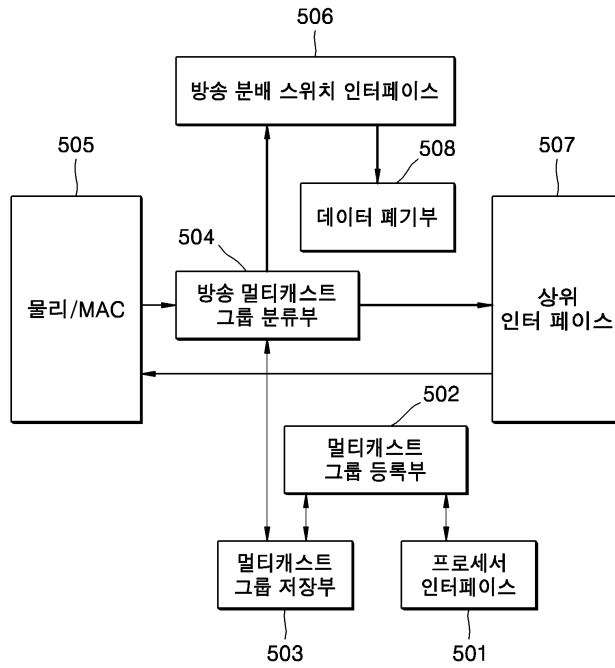 506
방송 분배 스위치 인터페이스
505
508
507
데이터 폐기부
504
물리/MAC
방송 멀티캐스트
그룹 분류부
상위
인터 페이스
502
멀티캐스트
그룹 등록부
멀티캐스트
그룹 저장부
프로세서
인터페이스
503
501